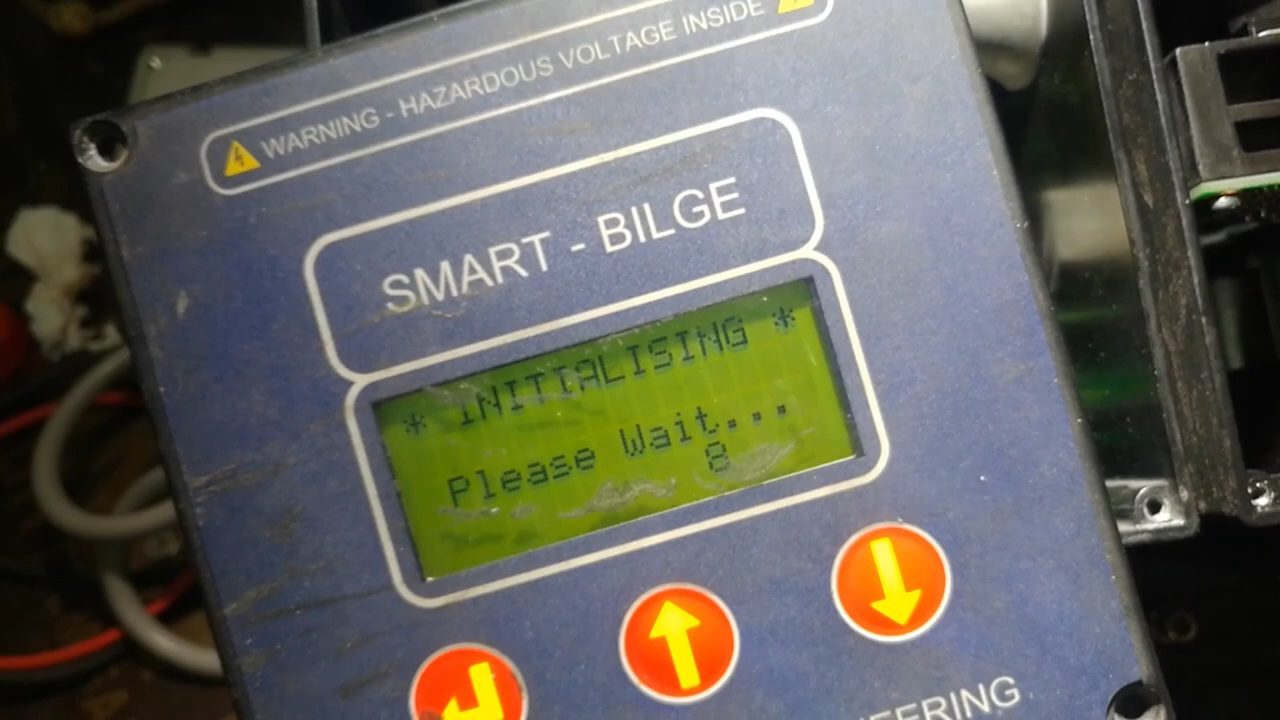 WARNING - HAZARDOUS VOLTAGE INSIDE
SMART - BILGE
* INITIALISING *
Please Wait...
8